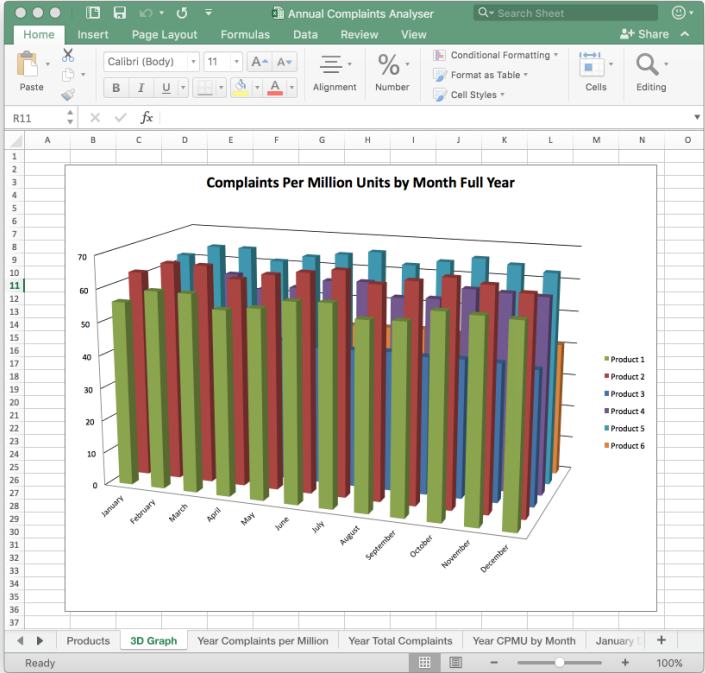 Annual Complaints Analyser
Search Sheet
Home Insert Page Layout Formulas Data Review View Share
Paste
Calibri (Body) 11 A A
B I U A
Alignment
%
Number
Conditional Formatting
Format as Table
Cell Styles
Cells
Editing
R11 fx
A B C D E F G H I J K L M N O
1
2
3
4
5
6
7
8
9
10
11
12
13
14
15
16
17
18
19
20
21
22
23
24
25
26
27
28
29
30
31
32
33
34
35
36
37
Complaints Per Million Units by Month Full Year
70
60
50
40
30
20
10
0
January
February
March
April
May
June
July
August
September
October
November
December
Product 1
Product 2
Product 3
Product 4
Product 5
Product 6
Products 3D Graph Year Complaints per Million Year Total Complaints Year CPMU by Month January +
Ready − + 100%